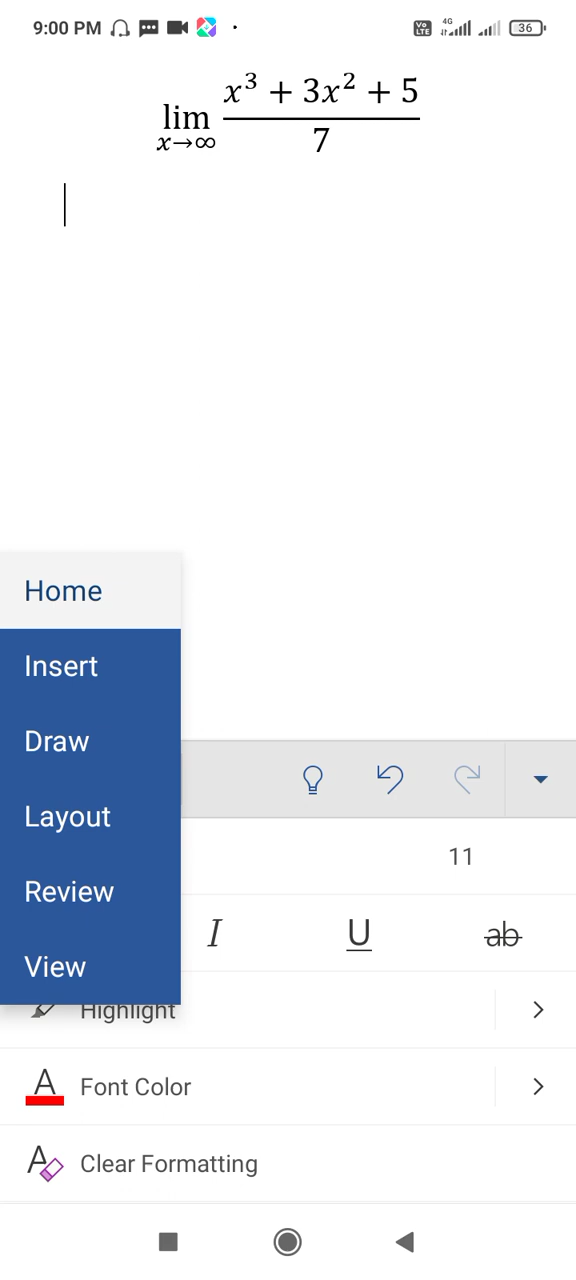 9:00 PM 4G 36
lim x→∞ (x³ + 3x² + 5)/7
Home
Insert
Draw
Layout
Review
View
11
I U ab
Highlight
A Font Color
A Clear Formatting